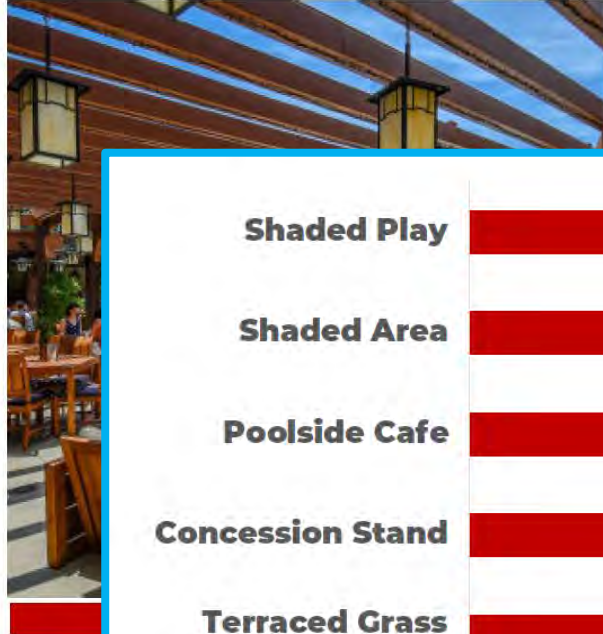 Shaded Play
Shaded Area
Poolside Cafe
Concession Stand
Terraced Grass